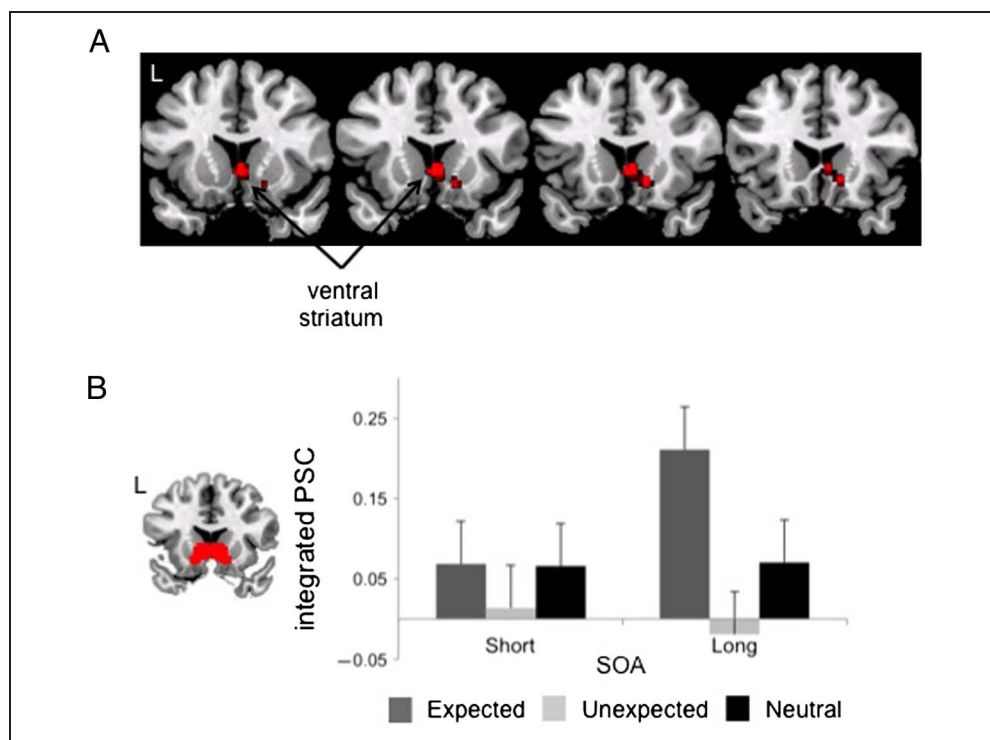 A
L
ventral
striatum
B
L
integrated PSC
0.25
0.15
0.05
−0.05
Short
Long
SOA
Expected
Unexpected
Neutral